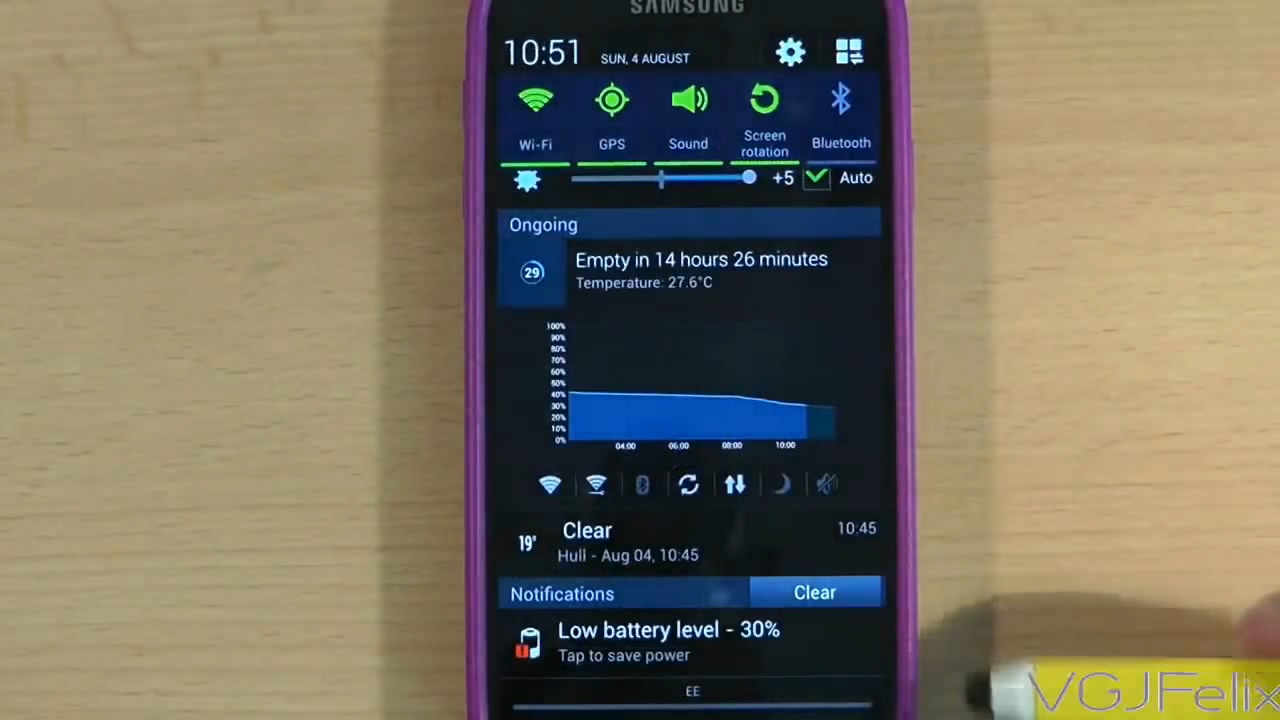 SAMSUNG
10:51 SUN, 4 AUGUST
Wi-Fi GPS Sound Screen rotation Bluetooth
+5 Auto
Ongoing
29 Empty in 14 hours 26 minutes
Temperature: 27.6°C
100%
90%
80%
70%
60%
50%
40%
30%
20%
10%
0%
04:00 06:00 08:00 10:00
Clear 10:45
19° Hull - Aug 04, 10:45
Notifications Clear
Low battery level - 30%
Tap to save power
EE
VGJFelix